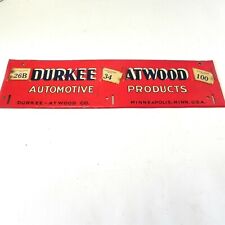 26B DURKEE 34 ATWOOD 100
AUTOMOTIVE PRODUCTS
DURKEE-ATWOOD CO. MINNEAPOLIS, MINN. U.S.A.